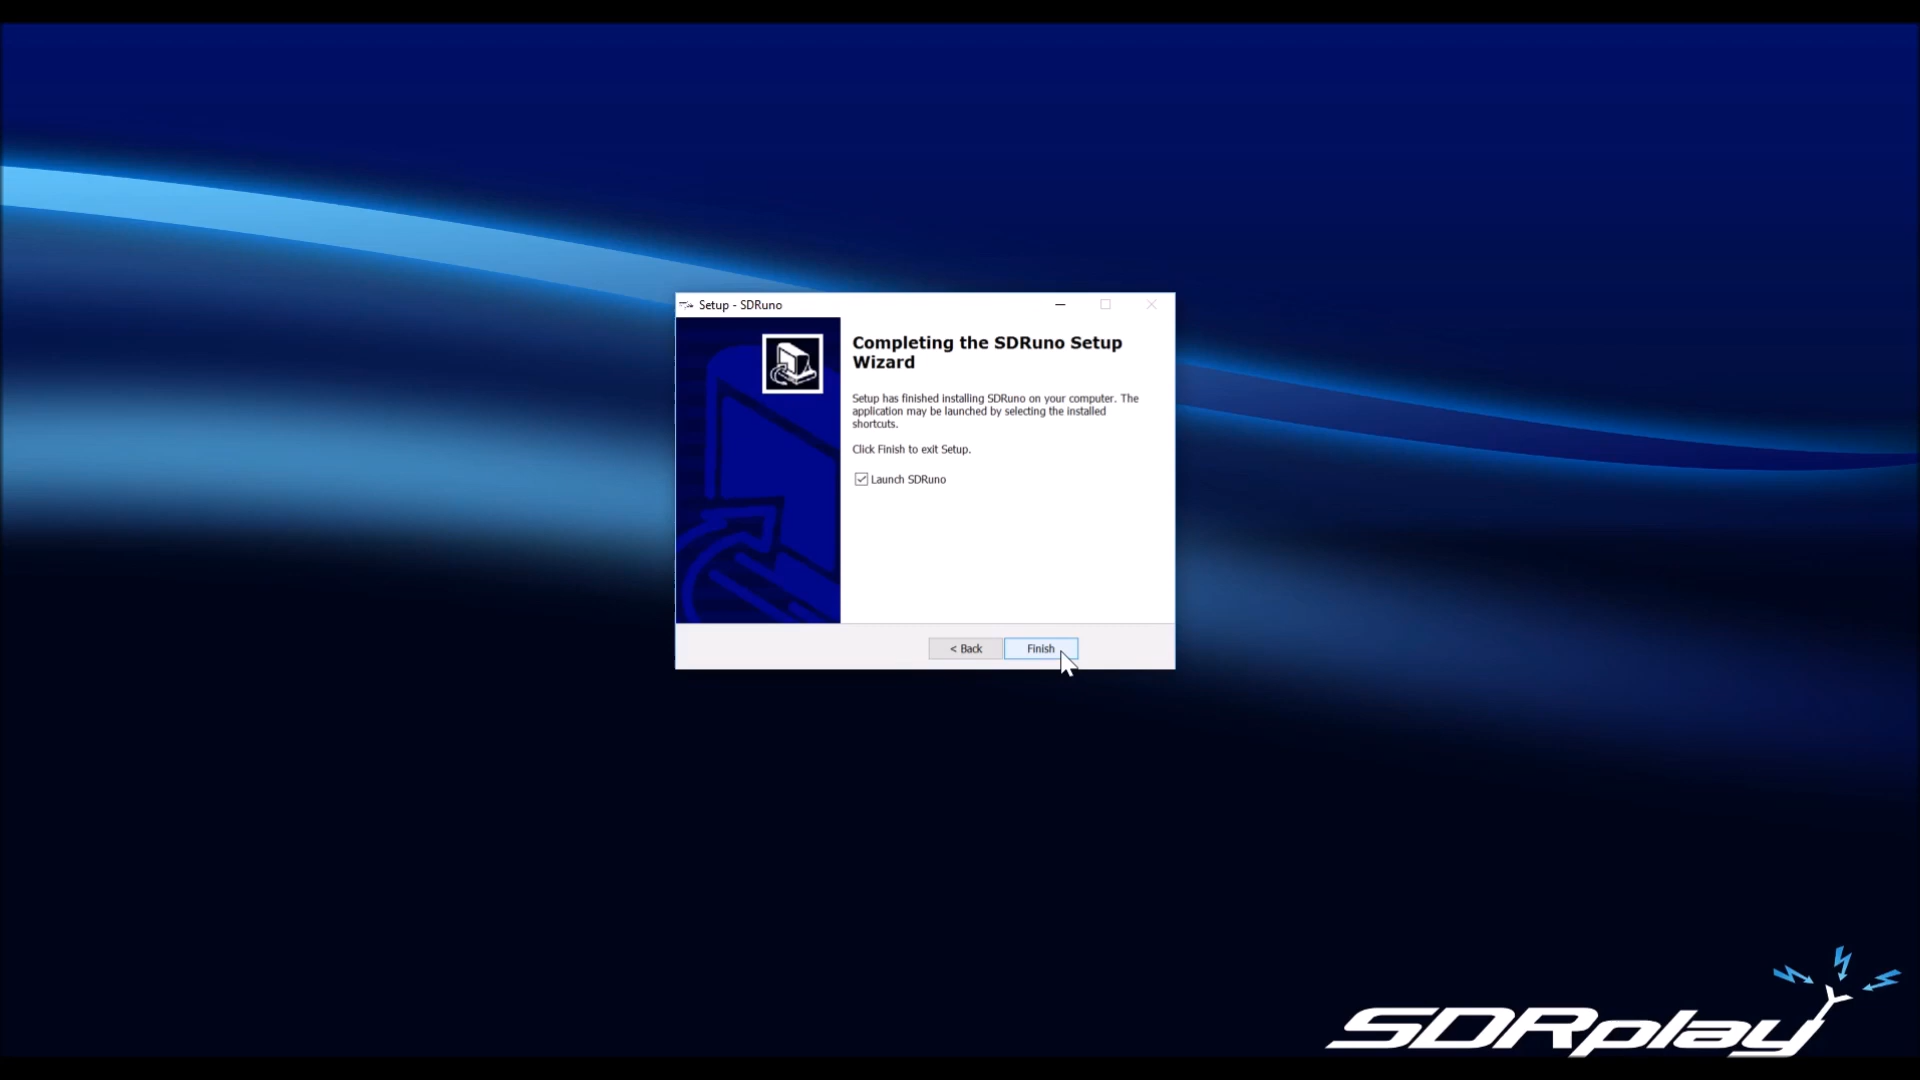 Setup - SDRuno
Completing the SDRuno Setup
Wizard
Setup has finished installing SDRuno on your computer. The
application may be launched by selecting the installed
shortcuts.
Click Finish to exit Setup.
Launch SDRuno
< Back
Finish
SDRplay